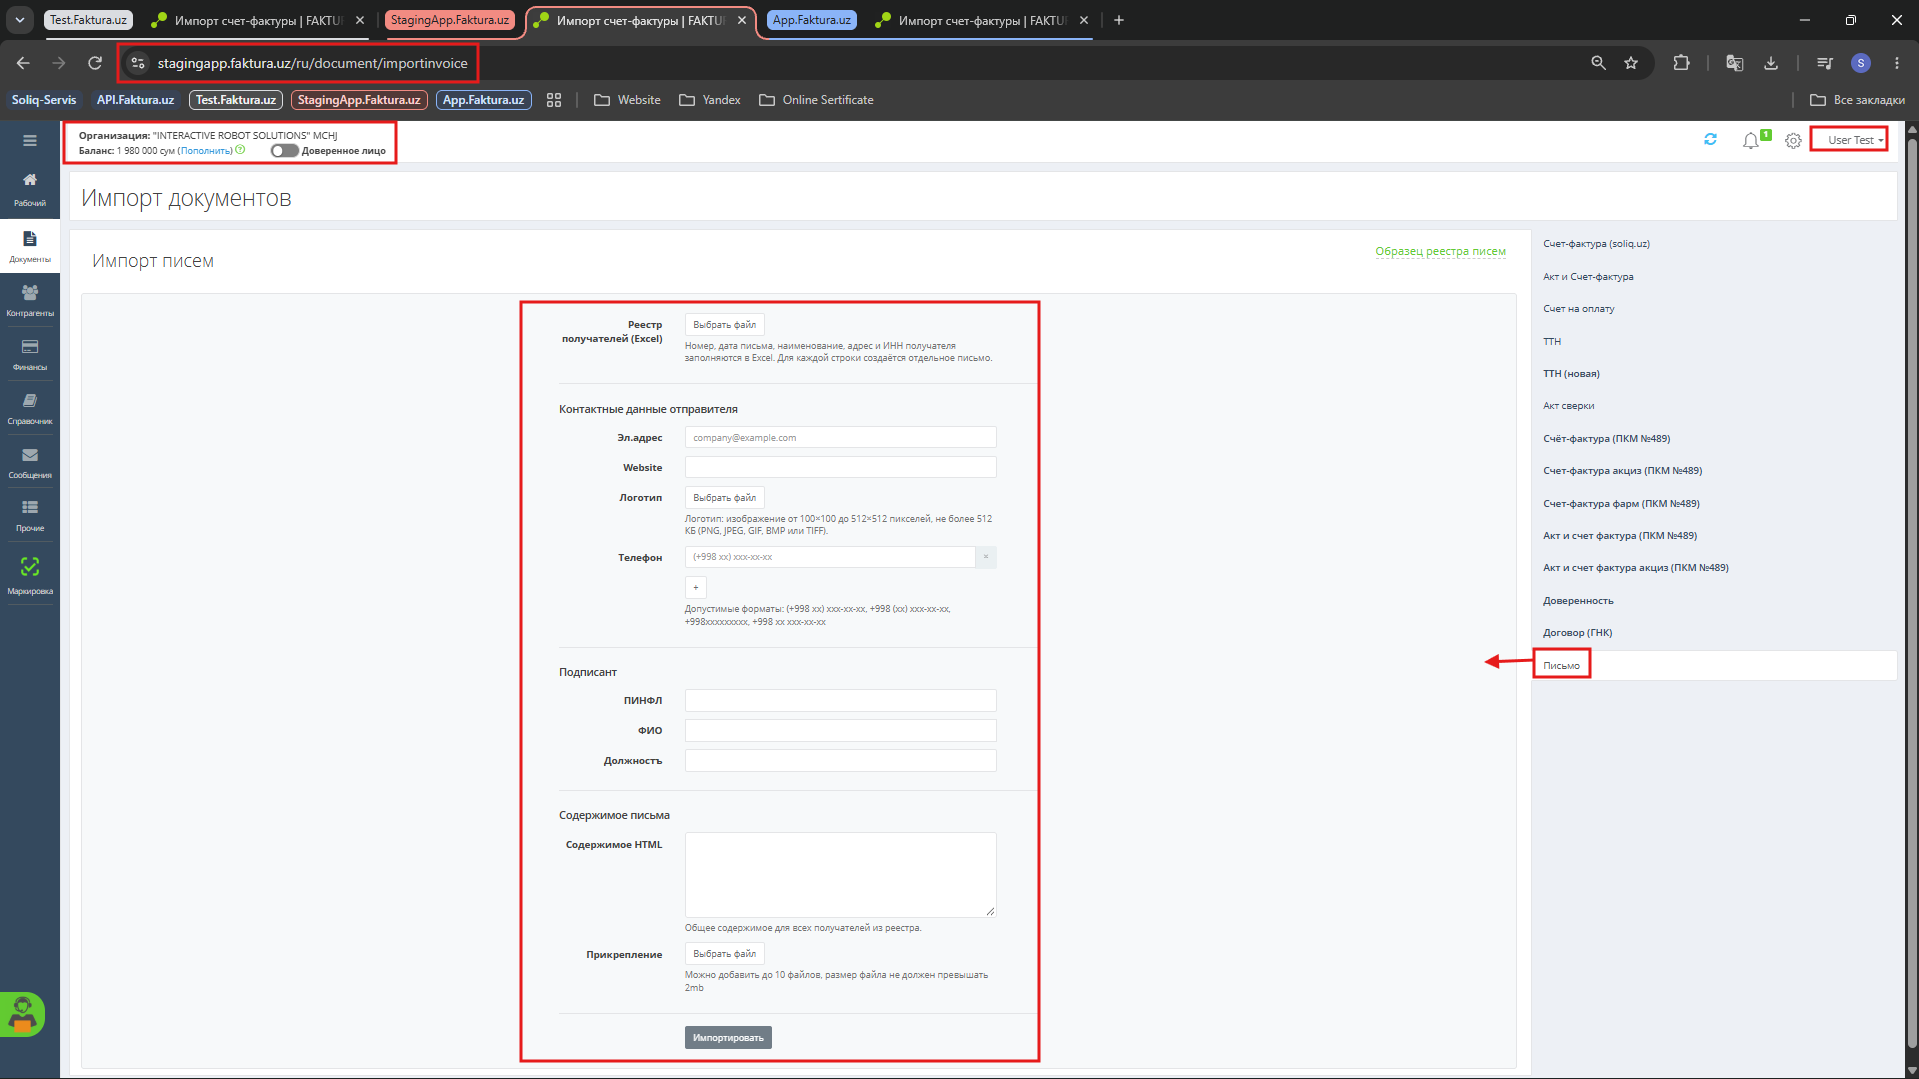 Test.Faktura.uz
Импорт счет-фактуры | FAKTU
StagingApp.Faktura.uz
Импорт счет-фактуры | FAKTU
App.Faktura.uz
Импорт счет-фактуры | FAKTU
stagingapp.faktura.uz/ru/document/importinvoice
S
Soliq-Servis
API.Faktura.uz
Test.Faktura.uz
StagingApp.Faktura.uz
App.Faktura.uz
Website
Yandex
Online Sertificate
Все закладки
Организация: "INTERACTIVE ROBOT SOLUTIONS" MCHJ
Баланс: 1 980 000 сум (Пополнить) ?
Доверенное лицо
1
User Test
Рабочий
Документы
Контрагенты
Финансы
Справочник
Сообщения
Прочие
Маркировка
Импорт документов
Импорт писем
Образец реестра писем
Реестр
получателей (Excel)
Выбрать файл
Номер, дата письма, наименование, адрес и ИНН получателя
заполняются в Excel. Для каждой строки создаётся отдельное письмо.
Контактные данные отправителя
Эл.адрес
company@example.com
Website
Логотип
Выбрать файл
Логотип: изображение от 100×100 до 512×512 пикселей, не более 512
КБ (PNG, JPEG, GIF, BMP или TIFF).
Телефон
(+998 xx) xxx-xx-xx
×
+
Допустимые форматы: (+998 xx) xxx-xx-xx, +998 (xx) xxx-xx-xx,
+998xxxxxxxxx, +998 xx xxx-xx-xx
Подписант
ПИНФЛ
ФИО
Должностъ
Содержимое письма
Содержимое HTML
Общее содержимое для всех получателей из реестра.
Прикрепление
Выбрать файл
Можно добавить до 10 файлов, размер файла не должен превышать
2mb
Импортировать
Счет-фактура (soliq.uz)
Акт и Счет-фактура
Счет на оплату
ТТН
ТТН (новая)
Акт сверки
Счёт-фактура (ПКМ №489)
Счет-фактура акциз (ПКМ №489)
Счет-фактура фарм (ПКМ №489)
Акт и счет фактура (ПКМ №489)
Акт и счет фактура акциз (ПКМ №489)
Доверенность
Договор (ГНК)
Письмо